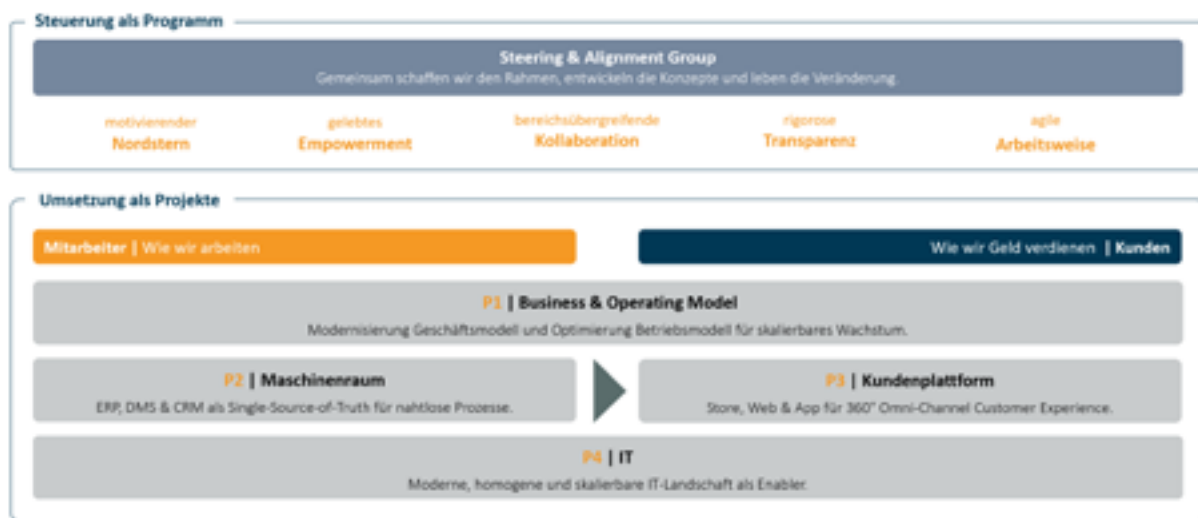 Steuerung als Programm
Steering & Alignment Group
Gemeinsam schaffen wir den Rahmen, entwickeln die Konzepte und leben die Veränderung.
motivierender
Nordstern
gelebtes
Empowerment
bereichsübergreifende
Kollaboration
rigorose
Transparenz
agile
Arbeitsweise
Umsetzung als Projekte
Mitarbeiter | Wie wir arbeiten
Wie wir Geld verdienen | Kunden
P1 | Business & Operating Model
Modernisierung Geschäftsmodell und Optimierung Betriebsmodell für skalierbares Wachstum.
P2 | Maschinenraum
ERP, DMS & CRM als Single-Source-of-Truth für nahtlose Prozesse.
P3 | Kundenplattform
Store, Web & App für 360° Omni-Channel Customer Experience.
P4 | IT
Moderne, homogene und skalierbare IT-Landschaft als Enabler.